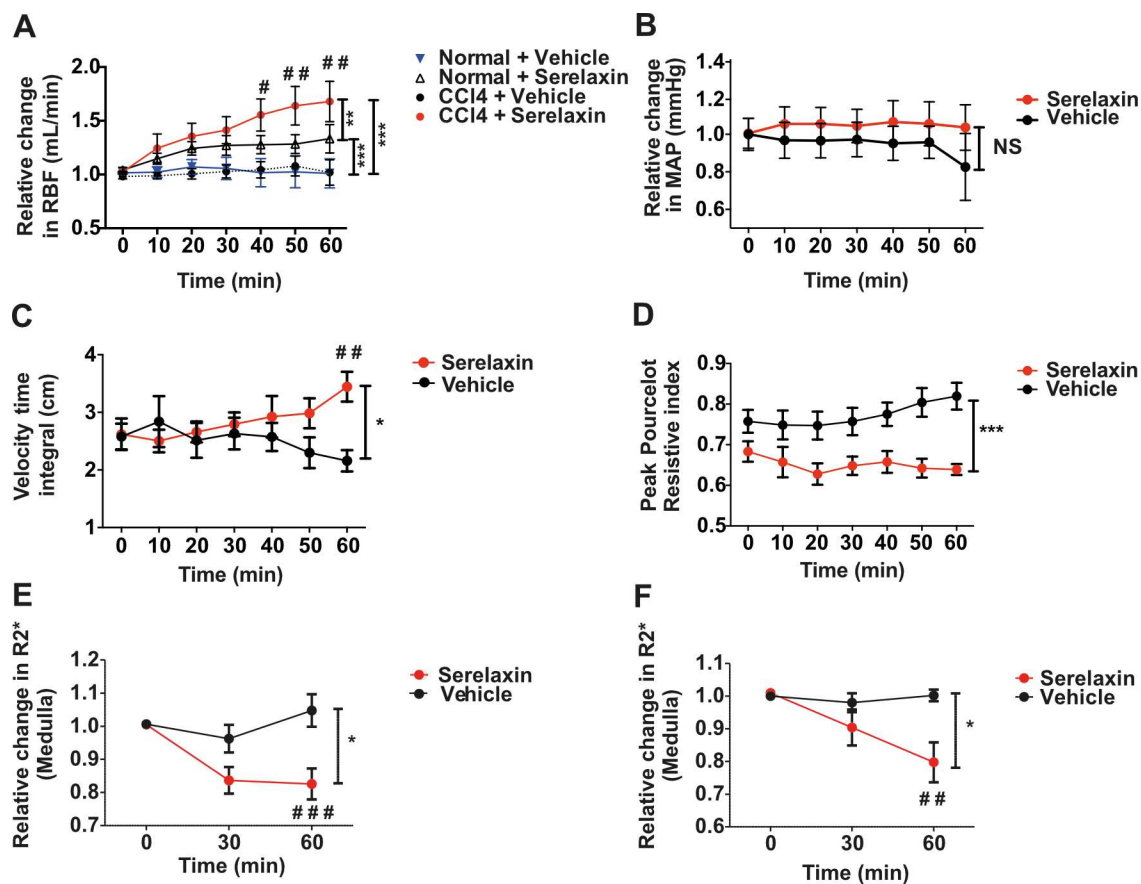 A
Relative change
in RBF (mL/min)
2.0
1.5
1.0
0.5
# ## ##
** *** ***
0 10 20 30 40 50 60
Time (min)
Normal + Vehicle
Normal + Serelaxin
CCl4 + Vehicle
CCl4 + Serelaxin
B
Relative change
in MAP (mmHg)
1.4
1.2
1.0
0.8
0.6
0 10 20 30 40 50 60
Time (min)
Serelaxin
Vehicle
NS
C
Velocity time
integral (cm)
4
3
2
1
##
*
0 10 20 30 40 50 60
Time (min)
Serelaxin
Vehicle
D
Peak Pourcelot
Resistive index
0.9
0.8
0.7
0.6
0.5
***
0 10 20 30 40 50 60
Time (min)
Serelaxin
Vehicle
E
Relative change in R2*
(Medulla)
1.2
1.1
1.0
0.9
0.8
0.7
*
###
0 30 60
Time (min)
Serelaxin
Vehicle
F
Relative change in R2*
(Medulla)
1.1
1.0
0.9
0.8
0.7
0.6
*
##
0 30 60
Time (min)
Serelaxin
Vehicle